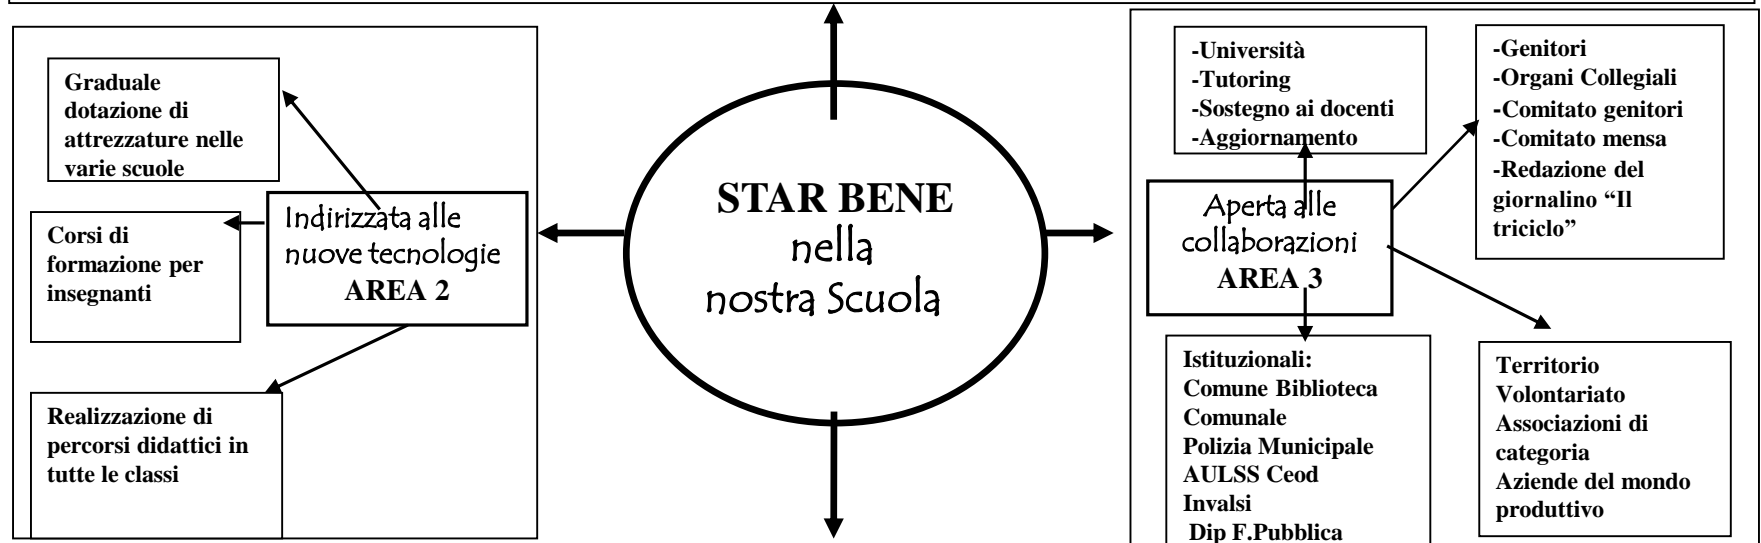 Graduale
dotazione di
attrezzature nelle
varie scuole
Indirizzata alle
nuove tecnologie
AREA 2
Corsi di
formazione per
insegnanti
Realizzazione di
percorsi didattici in
tutte le classi
STAR BENE
nella
nostra Scuola
-Università
-Tutoring
-Sostegno ai docenti
-Aggiornamento
-Genitori
-Organi Collegiali
-Comitato genitori
-Comitato mensa
-Redazione del
giornalino “Il
triciclo”
Aperta alle
collaborazioni
AREA 3
Istituzionali:
Comune Biblioteca
Comunale
Polizia Municipale
AULSS Ceod
Invalsi
Dip F.Pubblica
Territorio
Volontariato
Associazioni di
categoria
Aziende del mondo
produttivo